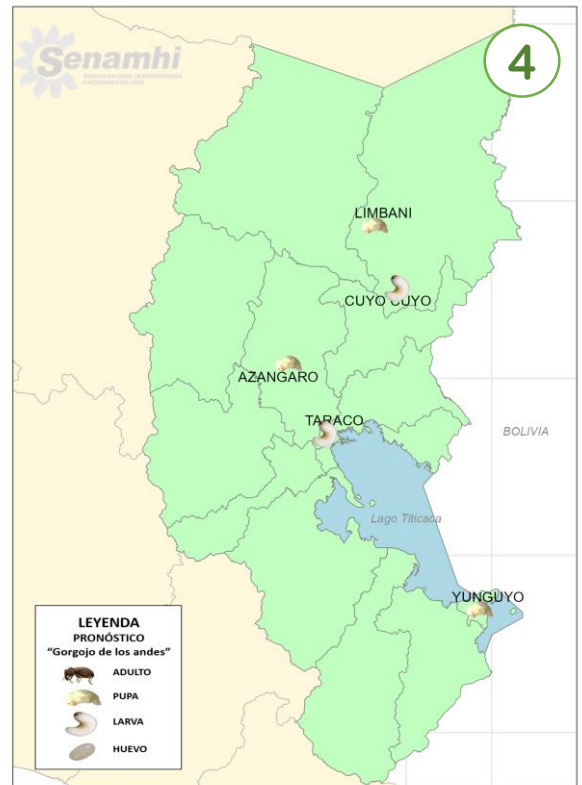 Senamhi
4
LIMBANI
CUYO CUYO
AZANGARO
TARACO
BOLIVIA
Lago Titicaca
YUNGUYO
LEYENDA
PRONÓSTICO
“Gorgojo de los andes”
ADULTO
PUPA
LARVA
HUEVO